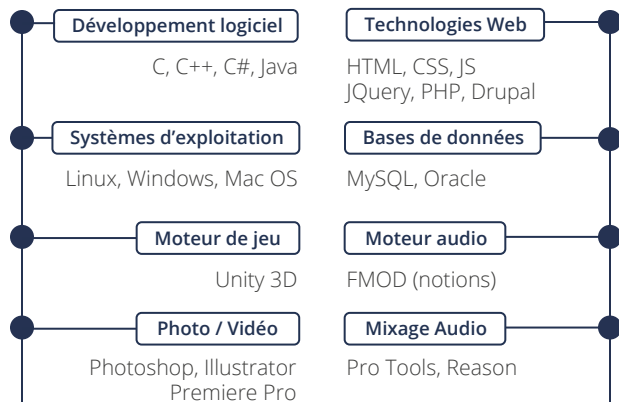 Développement logiciel
C, C++, C#, Java
Technologies Web
HTML, CSS, JS
JQuery, PHP, Drupal
Systèmes d’exploitation
Linux, Windows, Mac OS
Bases de données
MySQL, Oracle
Moteur de jeu
Unity 3D
Moteur audio
FMOD (notions)
Photo / Vidéo
Photoshop, Illustrator
Premiere Pro
Mixage Audio
Pro Tools, Reason